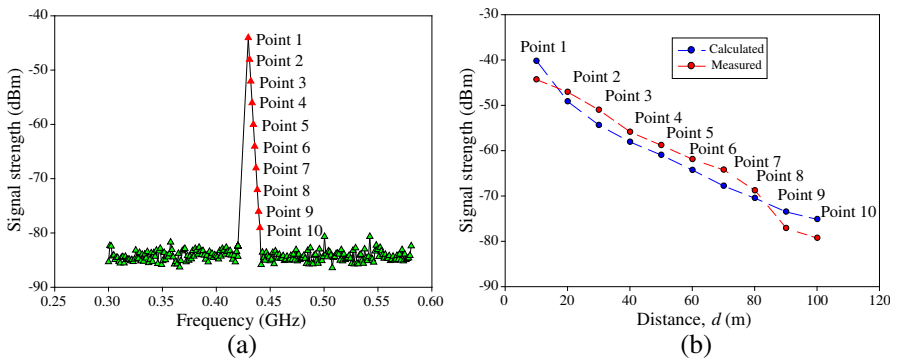 -40
-50
-60
-70
-80
-90
Signal strength (dBm)
Point 1
Point 2
Point 3
Point 4
Point 5
Point 6
Point 7
Point 8
Point 9
Point 10
0.25 0.30 0.35 0.40 0.45 0.50 0.55 0.60
Frequency (GHz)
(a)
-30
-40
-50
-60
-70
-80
-90
Signal strength (dBm)
Calculated
Measured
Point 1
Point 2
Point 3
Point 4
Point 5
Point 6
Point 7
Point 8
Point 9
Point 10
0 20 40 60 80 100 120
Distance, d (m)
(b)